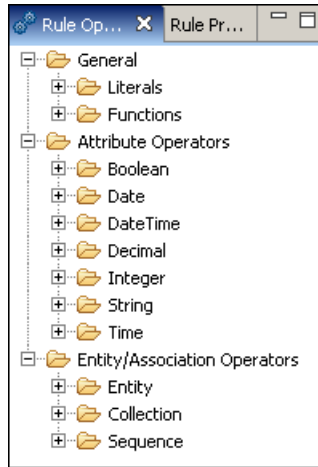 Rule Op... Rule Pr...
General
Literals
Functions
Attribute Operators
Boolean
Date
DateTime
Decimal
Integer
String
Time
Entity/Association Operators
Entity
Collection
Sequence